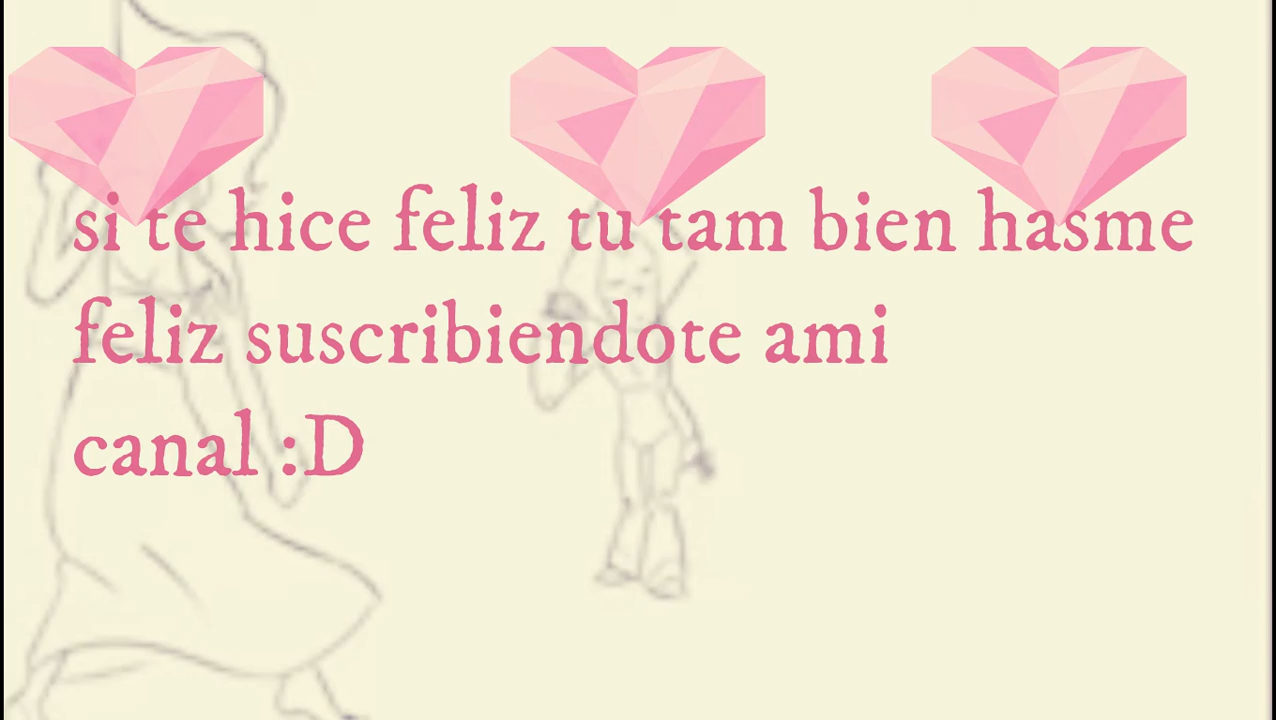 si te hice feliz tu tam bien hasme
feliz suscribiendote ami
canal :D